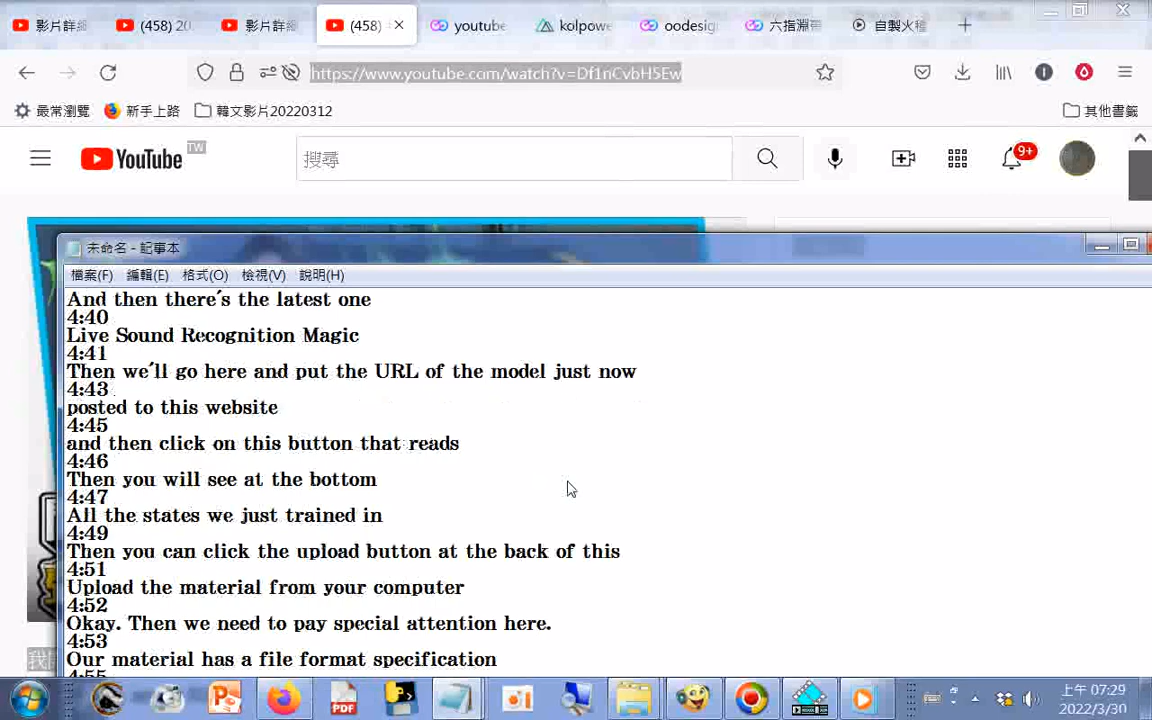 影片詳細
(458) 20
影片詳細
(458)
youtube
kolpowe
oodesig
六指淵
自製火箱
https://www.youtube.com/watch?v=Df1nCvbH5Ew
最常瀏覽
新手上路
韓文影片20220312
其他書籤
YouTube TW
搜尋
9+
未命名 - 記事本
檔案(F) 編輯(E) 格式(O) 檢視(V) 說明(H)
And then there's the latest one
4:40
Live Sound Recognition Magic
4:41
Then we'll go here and put the URL of the model just now
4:43
posted to this website
4:45
and then click on this button that reads
4:46
Then you will see at the bottom
4:47
All the states we just trained in
4:49
Then you can click the upload button at the back of this
4:51
Upload the material from your computer
4:52
Okay. Then we need to pay special attention here.
4:53
Our material has a file format specification
4:55
我
PDF
上午 07:29
2022/3/30